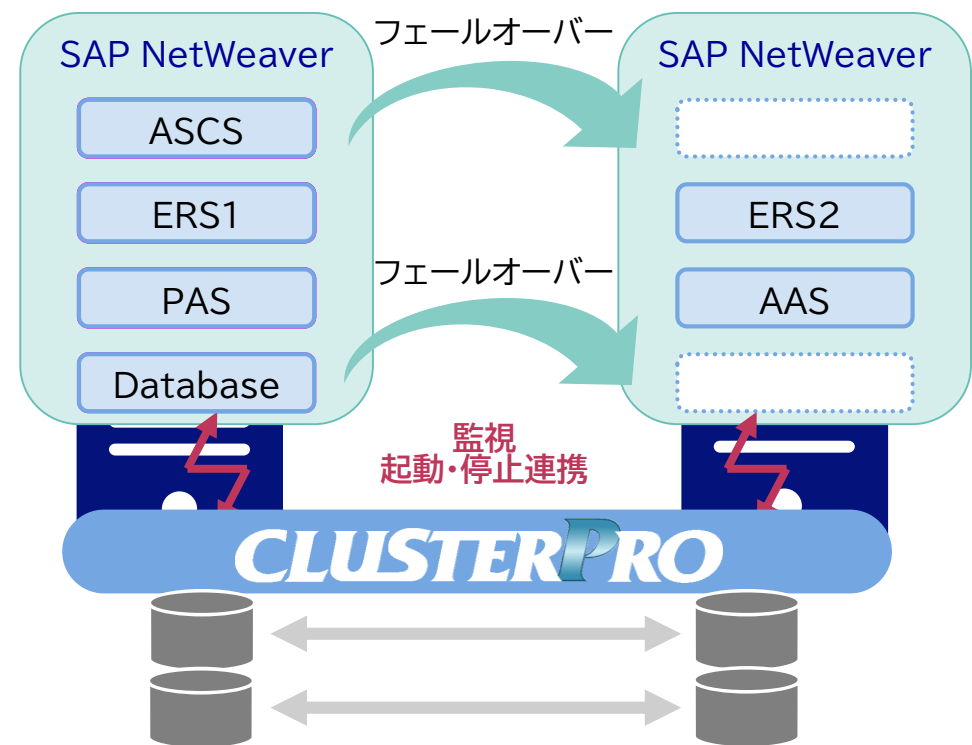 フェールオーバー
SAP NetWeaver
SAP NetWeaver
ASCS
ERS1
ERS2
フェールオーバー
PAS
AAS
Database
監視
起動・停止連携
CLUSTERPRO